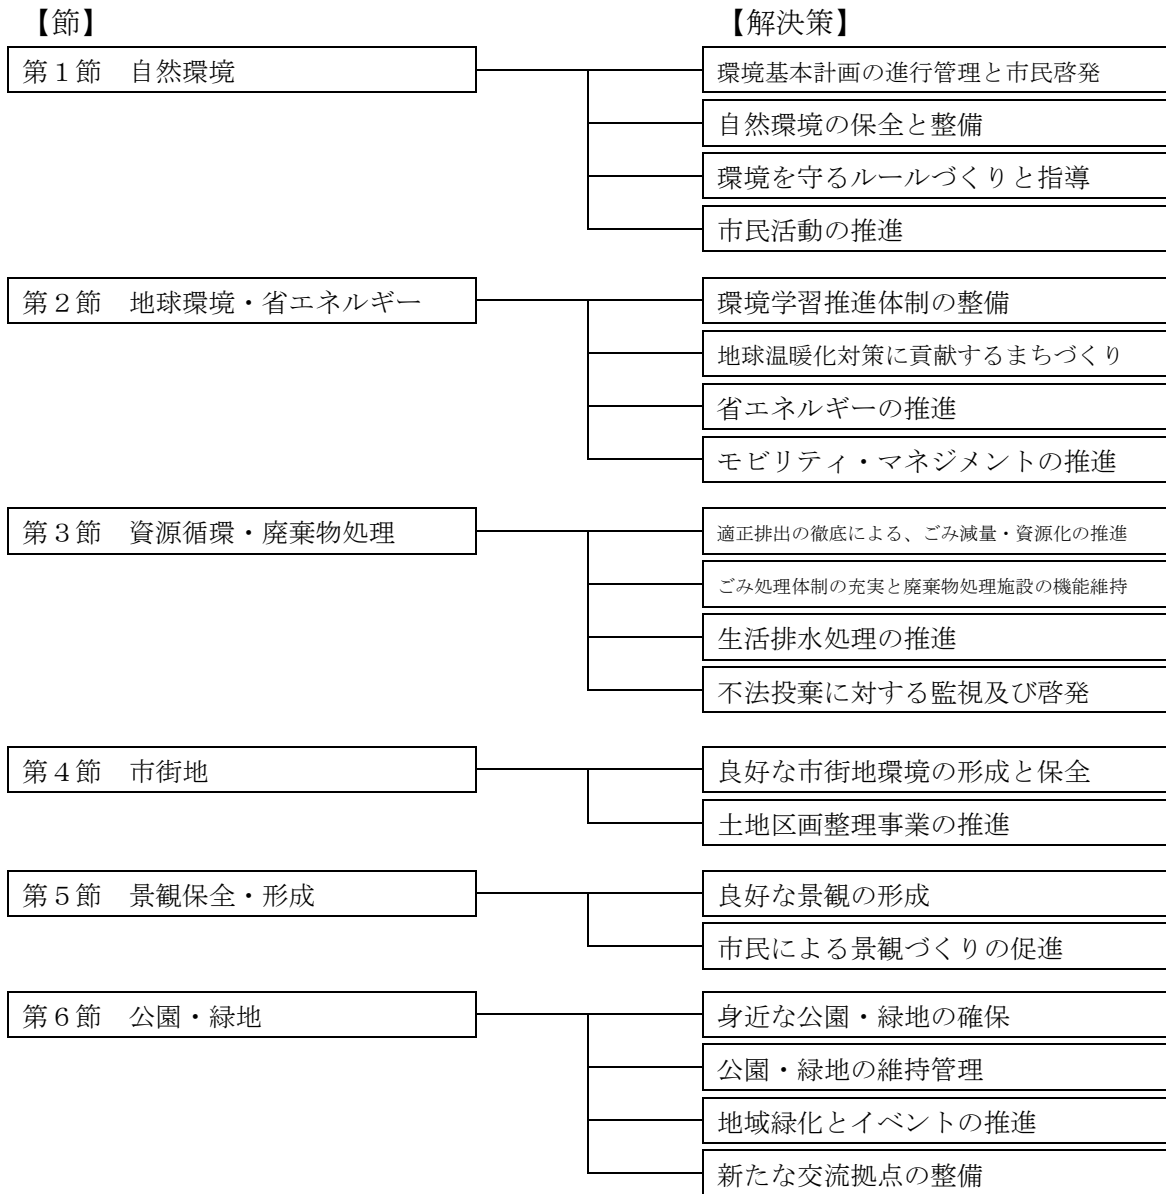 【節】　【解決策】
第１節　自然環境
環境基本計画の進行管理と市民啓発
自然環境の保全と整備
環境を守るルールづくりと指導
市民活動の推進
第２節　地球環境・省エネルギー
環境学習推進体制の整備
地球温暖化対策に貢献するまちづくり
省エネルギーの推進
モビリティ・マネジメントの推進
第３節　資源循環・廃棄物処理
適正排出の徹底による、ごみ減量・資源化の推進
ごみ処理体制の充実と廃棄物処理施設の機能維持
生活排水処理の推進
不法投棄に対する監視及び啓発
第４節　市街地
良好な市街地環境の形成と保全
土地区画整理事業の推進
第５節　景観保全・形成
良好な景観の形成
市民による景観づくりの促進
第６節　公園・緑地
身近な公園・緑地の確保
公園・緑地の維持管理
地域緑化とイベントの推進
新たな交流拠点の整備